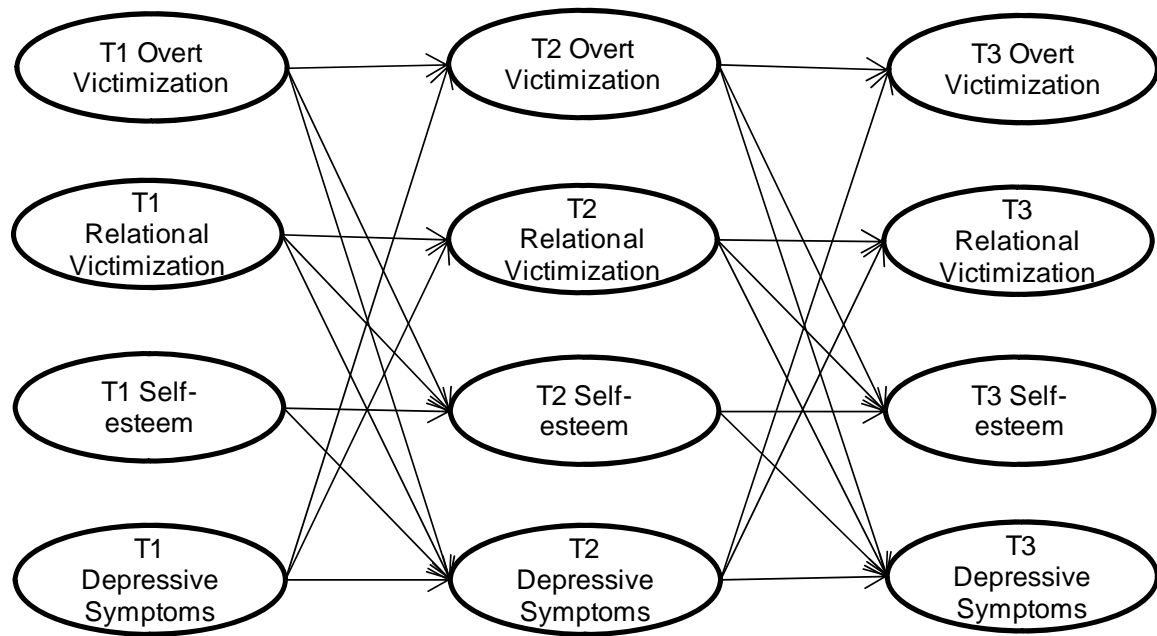 T1 Overt
Victimization
T2 Overt
Victimization
T3 Overt
Victimization
T1
Relational
Victimization
T2
Relational
Victimization
T3
Relational
Victimization
T1 Self-
esteem
T2 Self-
esteem
T3 Self-
esteem
T1
Depressive
Symptoms
T2
Depressive
Symptoms
T3
Depressive
Symptoms